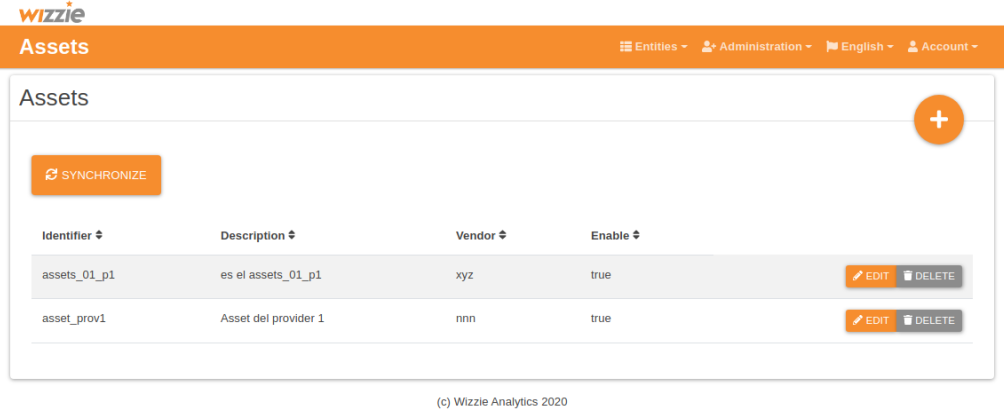 wizzie
Assets
Entities
Administration
English
Account
Assets
SYNCHRONIZE
Identifier Description Vendor Enable
assets_01_p1 es el assets_01_p1 xyz true EDIT DELETE
asset_prov1 Asset del provider 1 nnn true EDIT DELETE
(c) Wizzie Analytics 2020